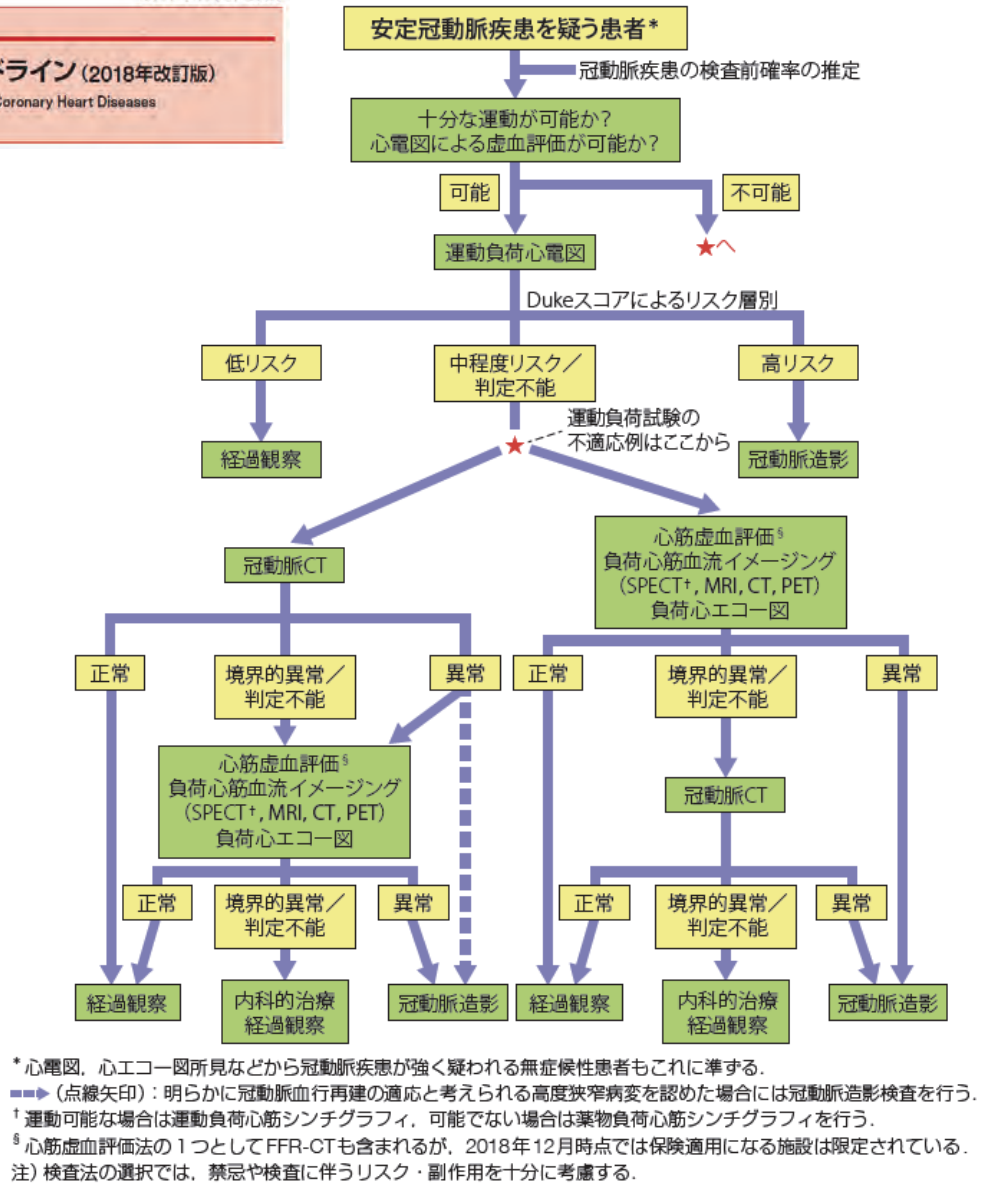 ドライン（2018年改訂版）
Coronary Heart Diseases
安定冠動脈疾患を疑う患者*
冠動脈疾患の検査前確率の推定
十分な運動が可能か？
心電図による虚血評価が可能か？
可能
不可能
運動負荷心電図
★へ
Dukeスコアによるリスク層別
低リスク
中程度リスク／
判定不能
高リスク
運動負荷試験の
不適応例はここから
★
経過観察
冠動脈造影
冠動脈CT
心筋虚血評価§
負荷心筋血流イメージング
（SPECT†, MRI, CT, PET）
負荷心エコー図
正常
境界的異常／
判定不能
異常
正常
境界的異常／
判定不能
異常
心筋虚血評価§
負荷心筋血流イメージング
（SPECT†, MRI, CT, PET）
負荷心エコー図
冠動脈CT
正常
境界的異常／
判定不能
異常
正常
境界的異常／
判定不能
異常
経過観察
内科的治療
経過観察
冠動脈造影
経過観察
内科的治療
経過観察
冠動脈造影
*心電図，心エコー図所見などから冠動脈疾患が強く疑われる無症候性患者もこれに準ずる．
（点線矢印）：明らかに冠動脈血行再建の適応と考えられる高度狭窄病変を認めた場合には冠動脈造影検査を行う．
†運動可能な場合は運動負荷心筋シンチグラフィ，可能でない場合は薬物負荷心筋シンチグラフィを行う．
§心筋虚血評価法の1つとしてFFR-CTも含まれるが，2018年12月時点では保険適用になる施設は限定されている．
注）検査法の選択では，禁忌や検査に伴うリスク・副作用を十分に考慮する．